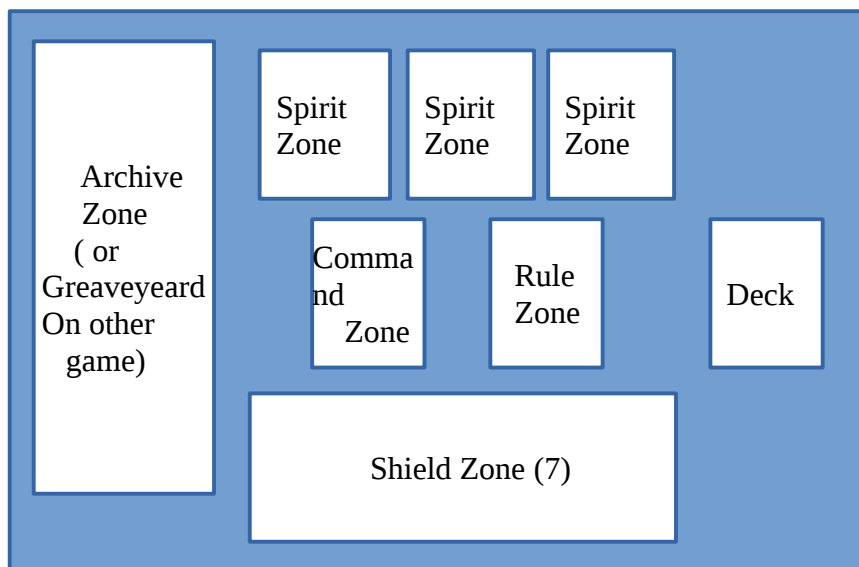 Archive
Zone
( or
Greaveyeard
On other
game)
Spirit
Zone
Spirit
Zone
Spirit
Zone
Comma
nd
Zone
Rule
Zone
Deck
Shield Zone (7)